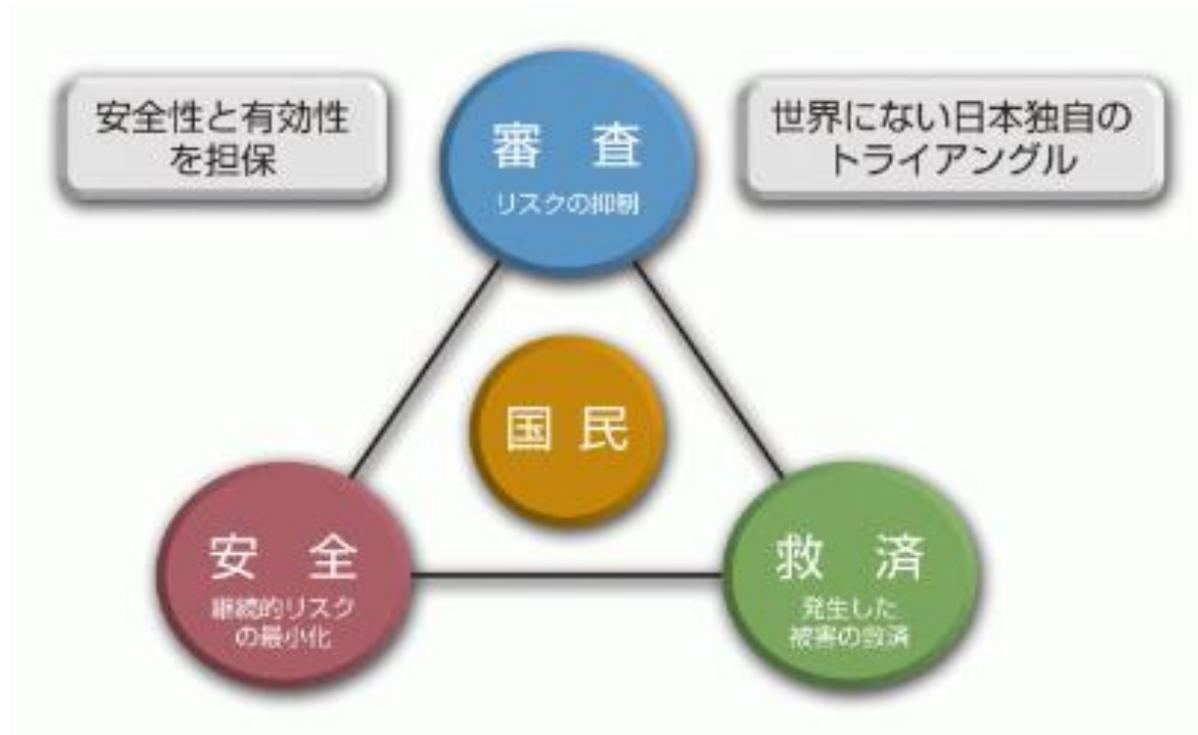 安全性と有効性
を担保
世界にない日本独自の
トライアングル
審 査
リスクの抑制
国 民
安 全
継続的リスク
の最小化
救 済
発生した
被害の救済